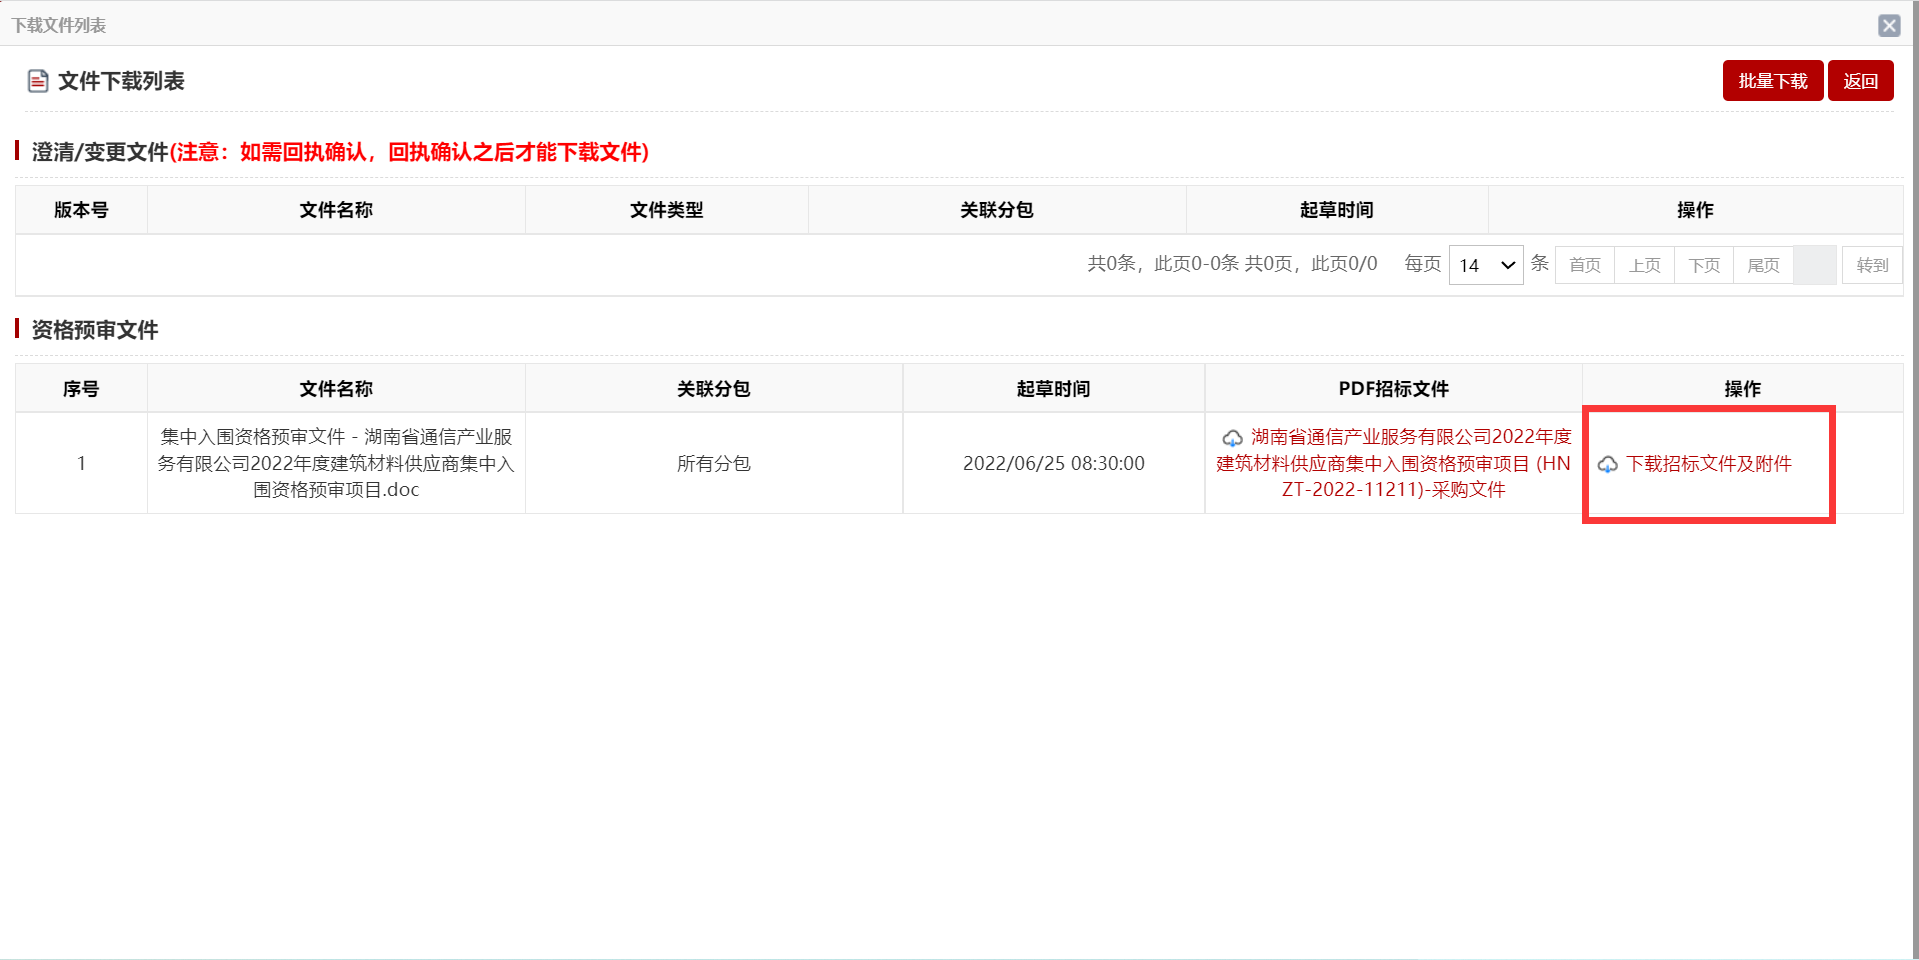 下载文件列表
文件下载列表
批量下载 返回
澄清/变更文件(注意：如需回执确认，回执确认之后才能下载文件)
版本号 文件名称 文件类型 关联分包 起草时间 操作
共0条，此页0-0条 共0页，此页0/0 每页 14 条 首页 上页 下页 尾页 转到
资格预审文件
序号 文件名称 关联分包 起草时间 PDF招标文件 操作
1
集中入围资格预审文件 - 湖南省通信产业服
务有限公司2022年度建筑材料供应商集中入
围资格预审项目.doc
所有分包
2022/06/25 08:30:00
湖南省通信产业服务有限公司2022年度
建筑材料供应商集中入围资格预审项目 (HN
ZT-2022-11211)-采购文件
下载招标文件及附件